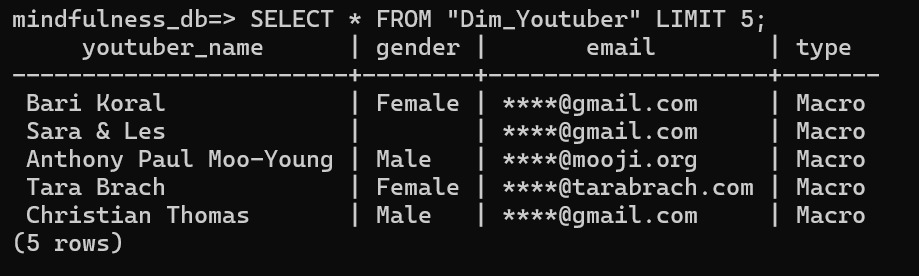 mindfulness_db=> SELECT * FROM "Dim_Youtuber" LIMIT 5;
     youtuber_name      | gender |       email        | type
------------------------+--------+--------------------+-------
 Bari Koral             | Female | ****@gmail.com     | Macro
 Sara & Les             |        | ****@gmail.com     | Macro
 Anthony Paul Moo-Young | Male   | ****@mooji.org     | Macro
 Tara Brach             | Female | ****@tarabrach.com | Macro
 Christian Thomas       | Male   | ****@gmail.com     | Macro
(5 rows)